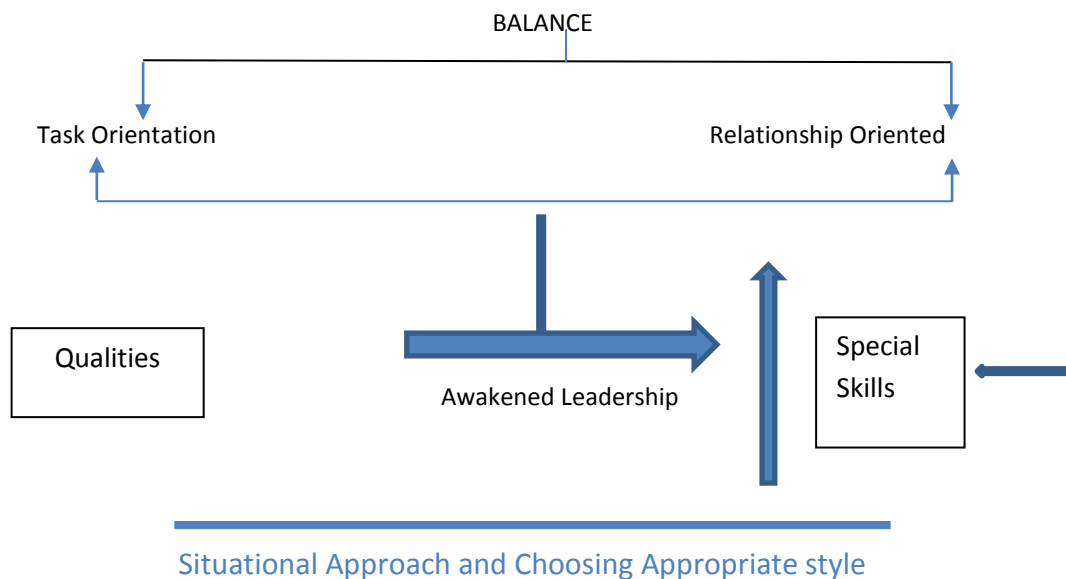 BALANCE
Task Orientation
Relationship Oriented
Qualities
Special
Skills
Awakened Leadership
Situational Approach and Choosing Appropriate style